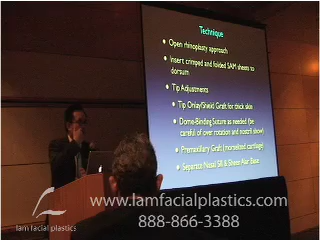 Technique
• Open rhinoplasty approach
• Insert crimped and folded SAM sheets to
dorsum
• Tip Adjustments
• Tip Onlay/Shield Graft for thick skin
• Dome-Binding Suture as needed (be
careful of over rotation and nostril show)
• Premaxillary Graft (morselized cartilage)
• Separate Nasal SR & Sheen Alar Base
www.lamfacialplastics.com
888-866-3388
lam facial plastics